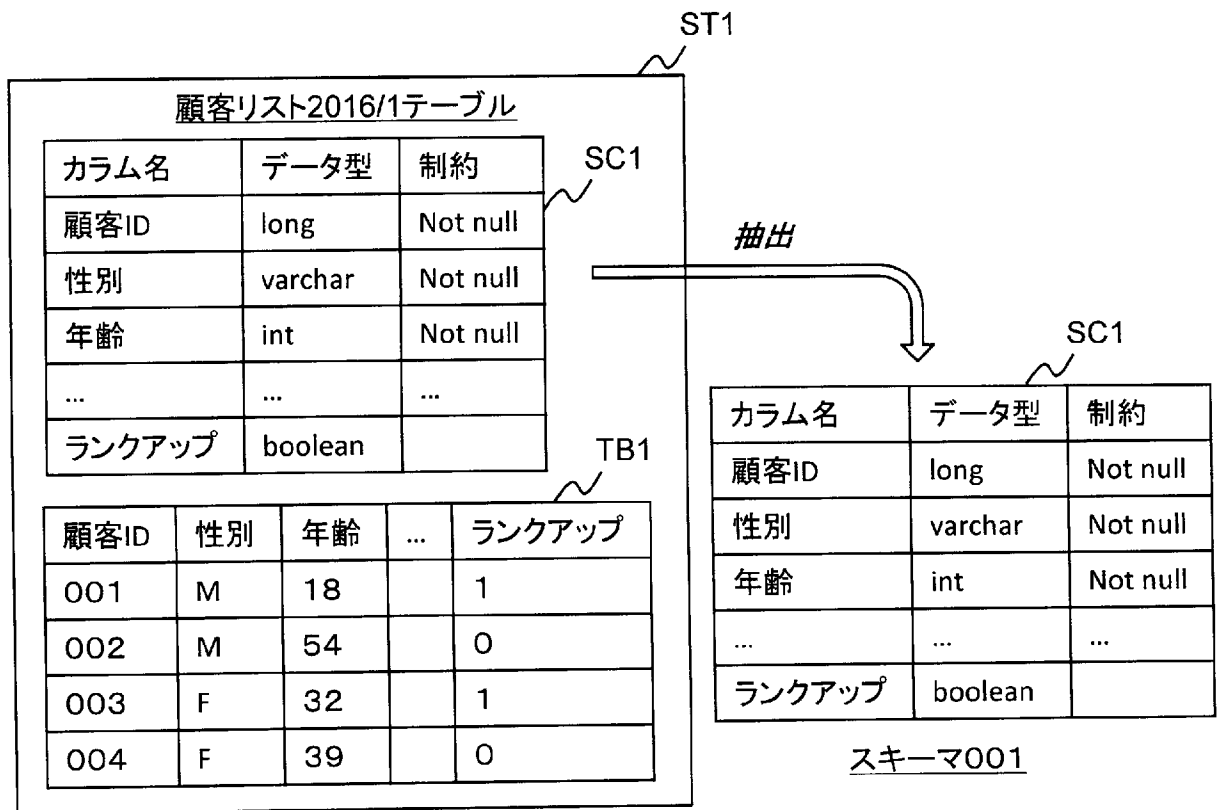 ST1
顧客リスト2016/1テーブル
カラム名 データ型 制約
SC1
顧客ID long Not null
性別 varchar Not null
年齢 int Not null
... ... ...
ランクアップ boolean
TB1
顧客ID 性別 年齢 ... ランクアップ
001 M 18 1
002 M 54 0
003 F 32 1
004 F 39 0
抽出
SC1
カラム名 データ型 制約
顧客ID long Not null
性別 varchar Not null
年齢 int Not null
... ... ...
ランクアップ boolean
スキーマ001